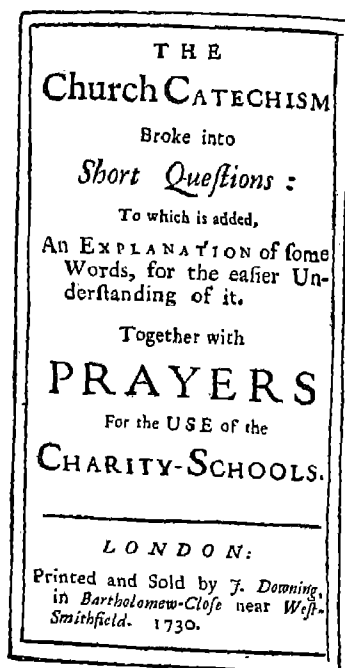 THE
Church CATECHISM
Broke into
Short Queſtions :
To which is added,
An EXPLANATION of ſome
Words, for the eaſier Un-
derſtanding of it.
Together with
PRAYERS
For the USE of the
CHARITY-SCHOOLS.
LONDON:
Printed and Sold by J. Downing,
in Bartholomew-Cloſe near Weſt-
Smithfield. 1730.